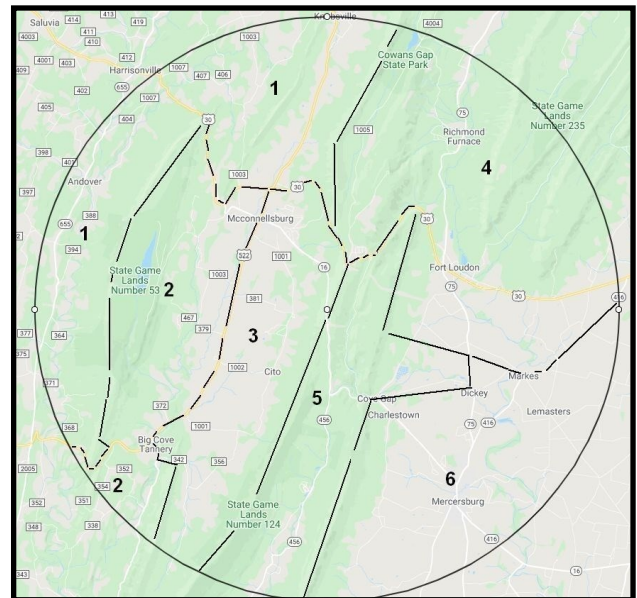 Saluvia
414
413
419
411
Knobsville
4004
4003
410
1003
412
4001
403
Harrisonville
1007
407
406
1
Cowans Gap
State Park
409
402
655
1007
State Game
Lands
Number 235
405
404
30
75
398
1005
Richmond
Furnace
401
4
Andover
1003
30
397
388
Mcconnellsburg
30
655
1
394
522
1001
16
Fort Loudon
State Game
Lands
Number 53
2
1003
75
30
416
381
467
379
3
377
364
375
1002
Markes
371
Cito
5
Cove Gap
Dickey
Lemasters
372
Charlestown
368
1001
456
75
416
Big Cove
Tannery
342
356
2005
352
2
354
6
351
352
State Game
Lands
Number 124
Mercersburg
348
338
456
416
343
16